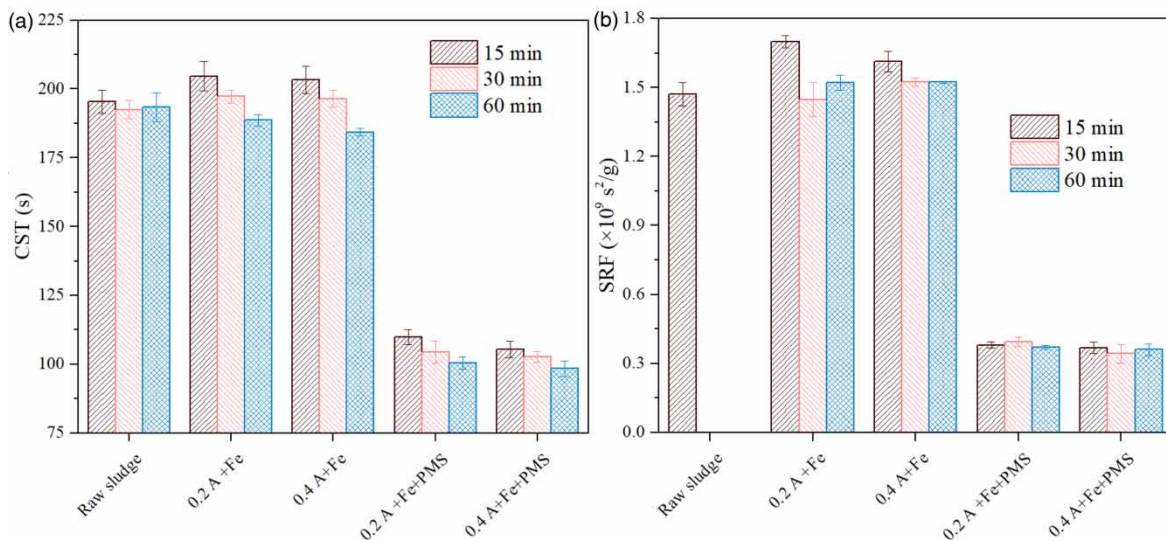 (a)
225
200
175
150
125
100
75
CST (s)
15 min
30 min
60 min
Raw sludge
0.2 A +Fe
0.4 A+Fe
0.2 A +Fe+PMS
0.4 A+Fe+PMS
(b)
1.8
1.5
1.2
0.9
0.6
0.3
0.0
SRF (×10⁹ s²/g)
15 min
30 min
60 min
Raw sludge
0.2 A +Fe
0.4 A+Fe
0.2 A +Fe+PMS
0.4 A+Fe+PMS